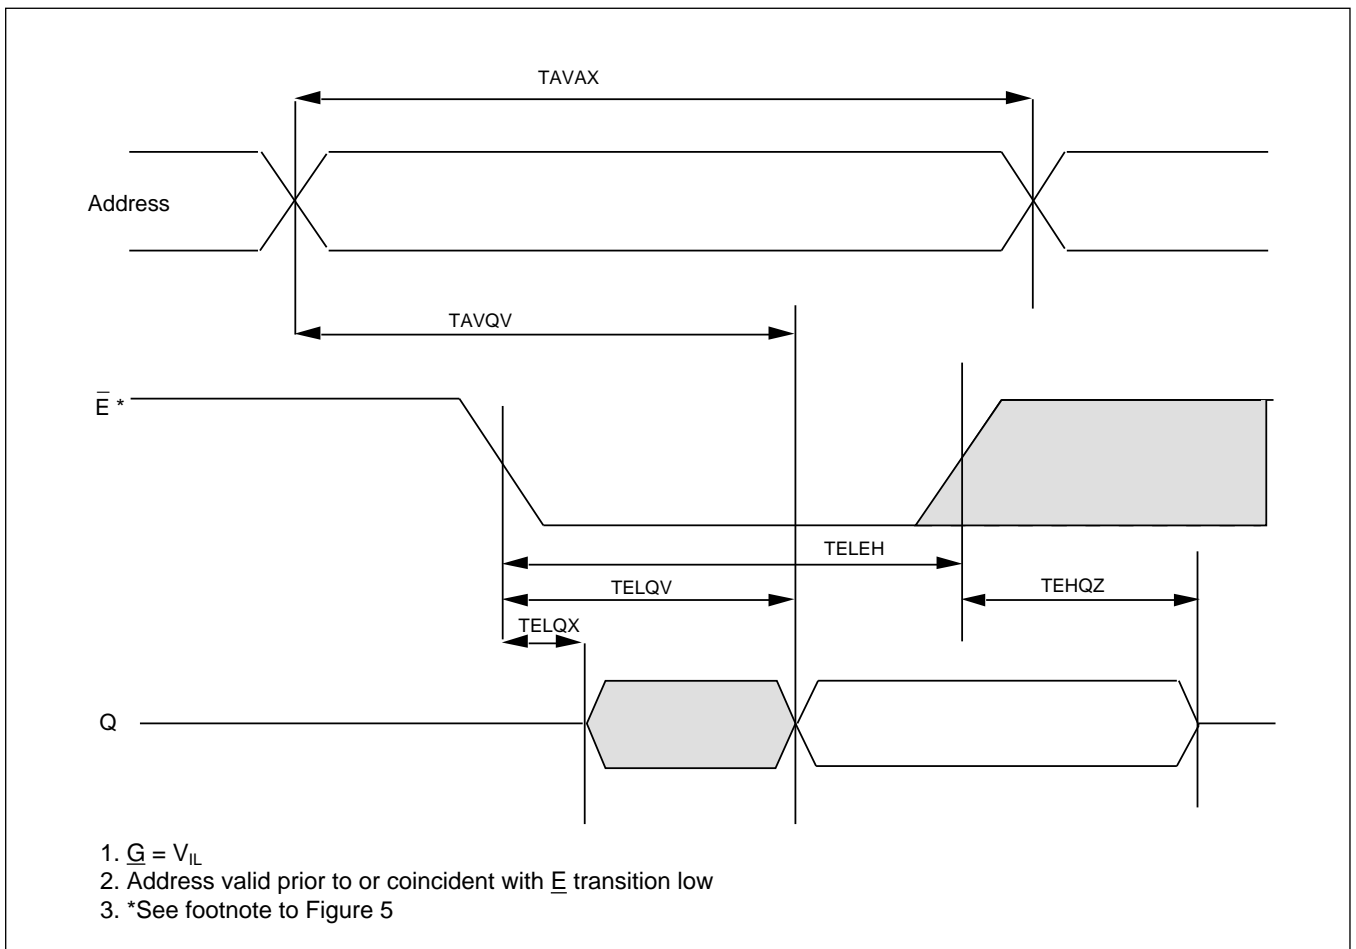 TAVAX
Address
TAVQV
E̅ *
TELEH
TELQV
TEHQZ
TELQX
Q
1. G̲ = V_IL
2. Address valid prior to or coincident with E̲ transition low
3. *See footnote to Figure 5